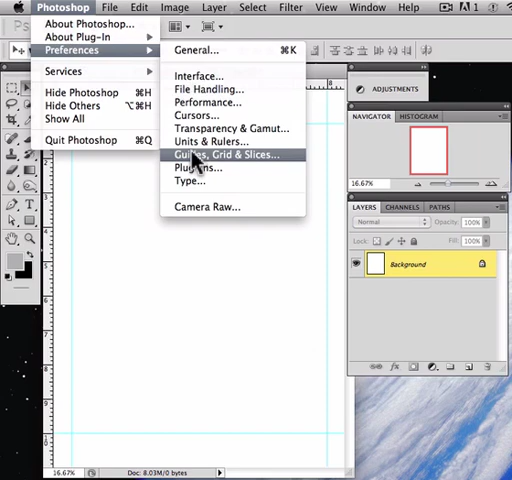 Photoshop File Edit Image Layer Select Filter View
About Photoshop...
About Plug-In
Preferences
Services
Hide Photoshop ⌘H
Hide Others ⌥⌘H
Show All
Quit Photoshop ⌘Q
General... ⌘K
Interface...
File Handling...
Performance...
Cursors...
Transparency & Gamut...
Units & Rulers...
Guides, Grid & Slices...
Plug-Ins...
Type...
Camera Raw...
ADJUSTMENTS
NAVIGATOR HISTOGRAM
16.67%
LAYERS CHANNELS PATHS
Normal Opacity: 100%
Lock: Fill: 100%
Background
16.67% Doc: 8.03M/0 bytes